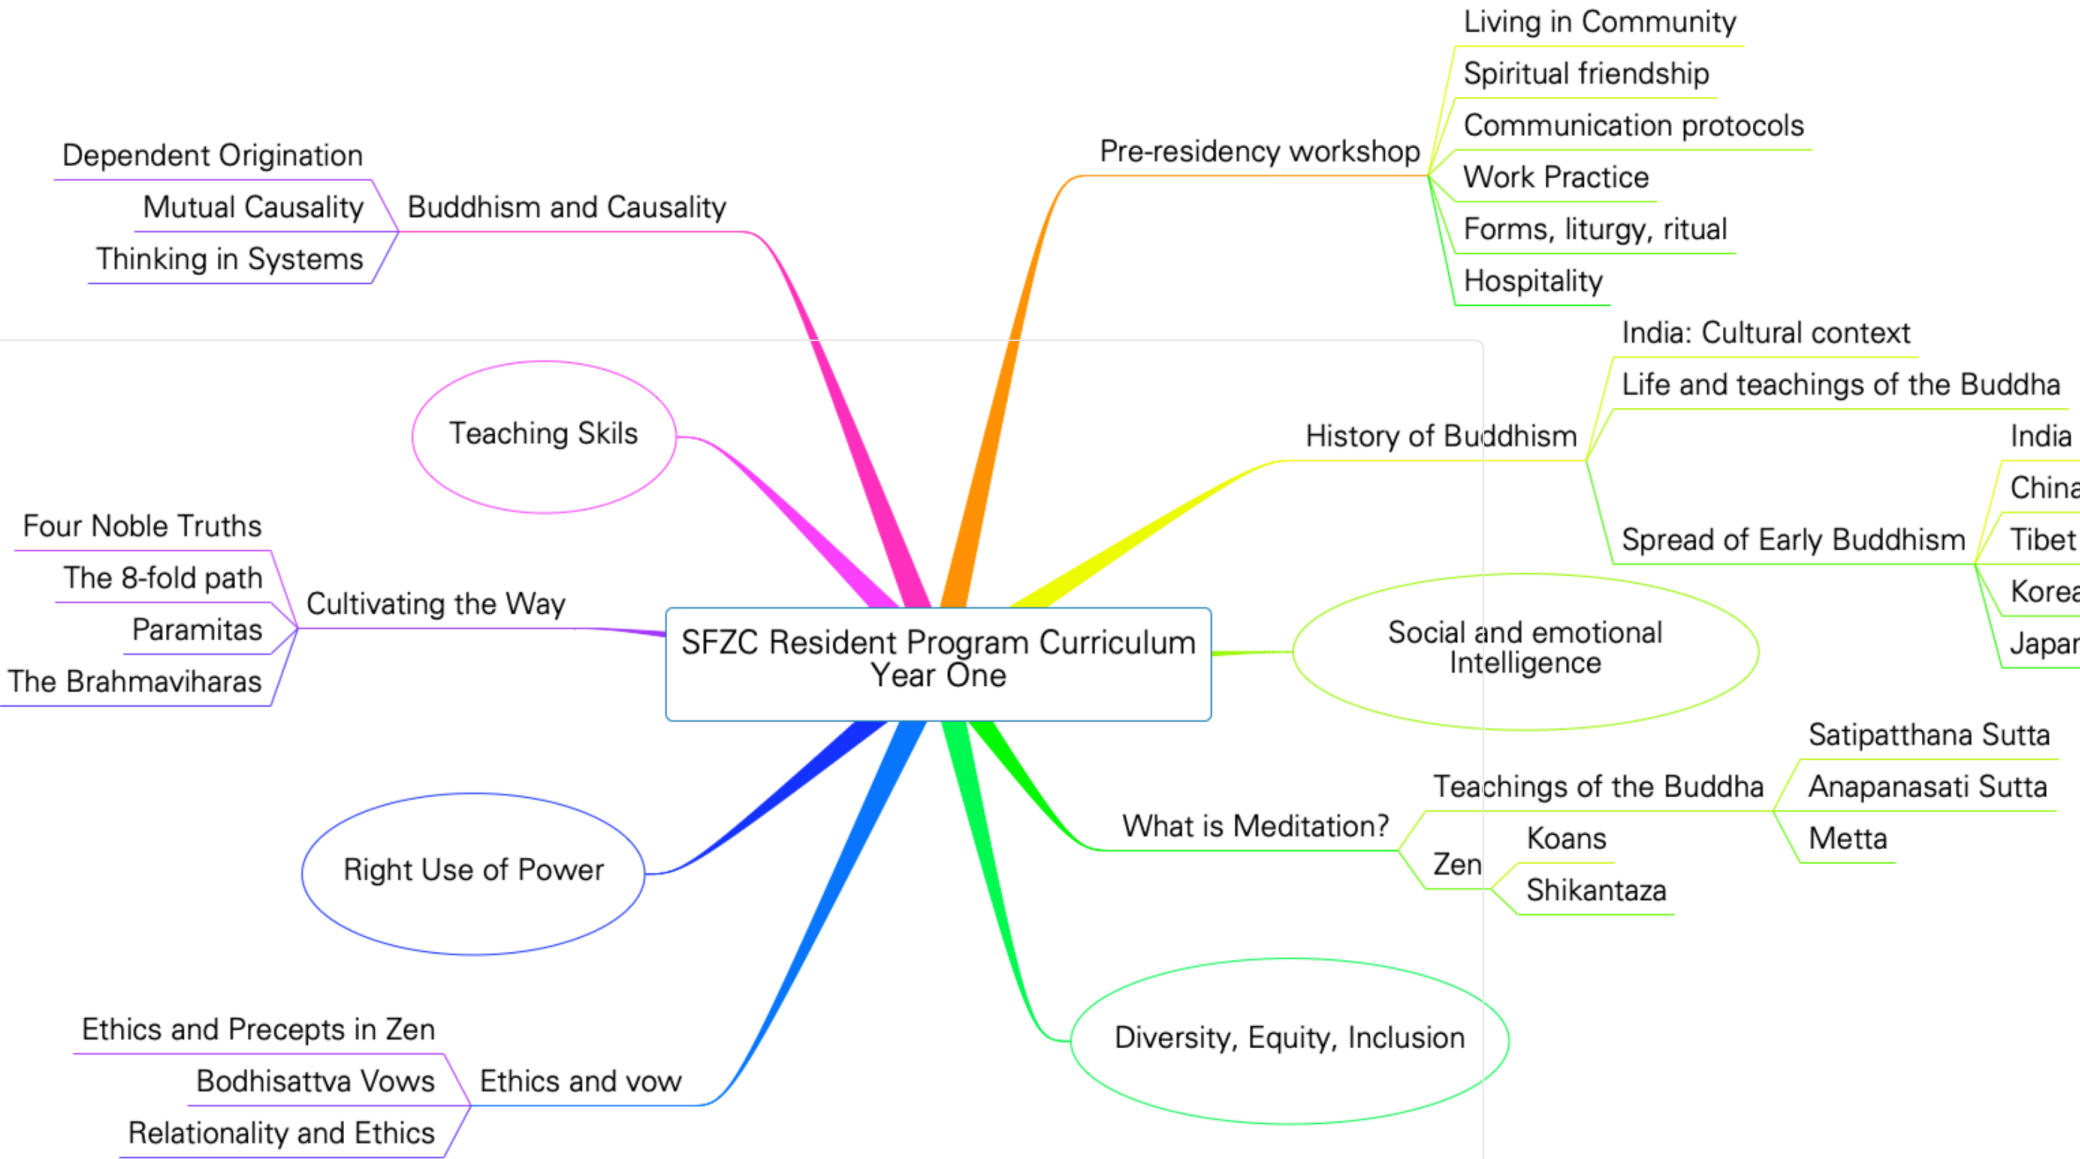 Living in Community
Spiritual friendship
Communication protocols
Pre-residency workshop
Work Practice
Forms, liturgy, ritual
Hospitality
Dependent Origination
Mutual Causality
Buddhism and Causality
Thinking in Systems
India: Cultural context
Life and teachings of the Buddha
History of Buddhism
India
China
Spread of Early Buddhism
Tibet
Korea
Japan
Teaching Skils
Four Noble Truths
The 8-fold path
Cultivating the Way
Paramitas
The Brahmaviharas
SFZC Resident Program Curriculum
Year One
Social and emotional
Intelligence
Satipatthana Sutta
Teachings of the Buddha
Anapanasati Sutta
What is Meditation?
Metta
Koans
Zen
Shikantaza
Right Use of Power
Diversity, Equity, Inclusion
Ethics and Precepts in Zen
Bodhisattva Vows
Ethics and vow
Relationality and Ethics